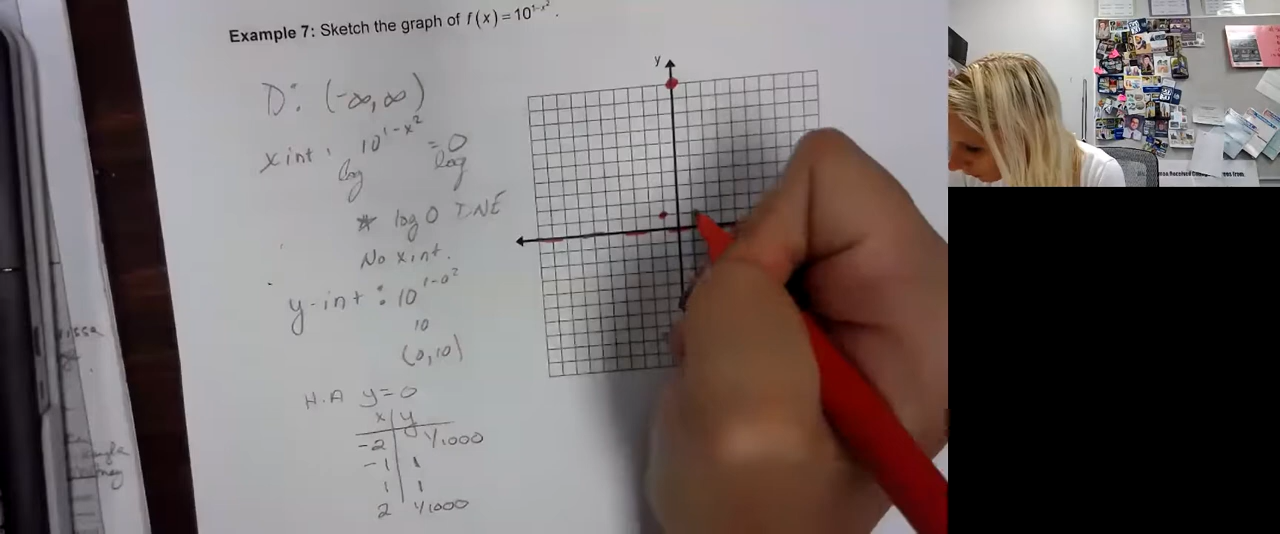 Example 7: Sketch the graph of f(x) = 10^{1-x²}.
D: (-∞, ∞)
x int: 10^{1-x²} = 0
log log
* log 0 DNE
No x int.
y-int: 10^{1-0²}
10
(0,10)
H.A y=0
x | y
-2 | 1/1000
-1 | 1
1 | 1
2 | 1/1000
y